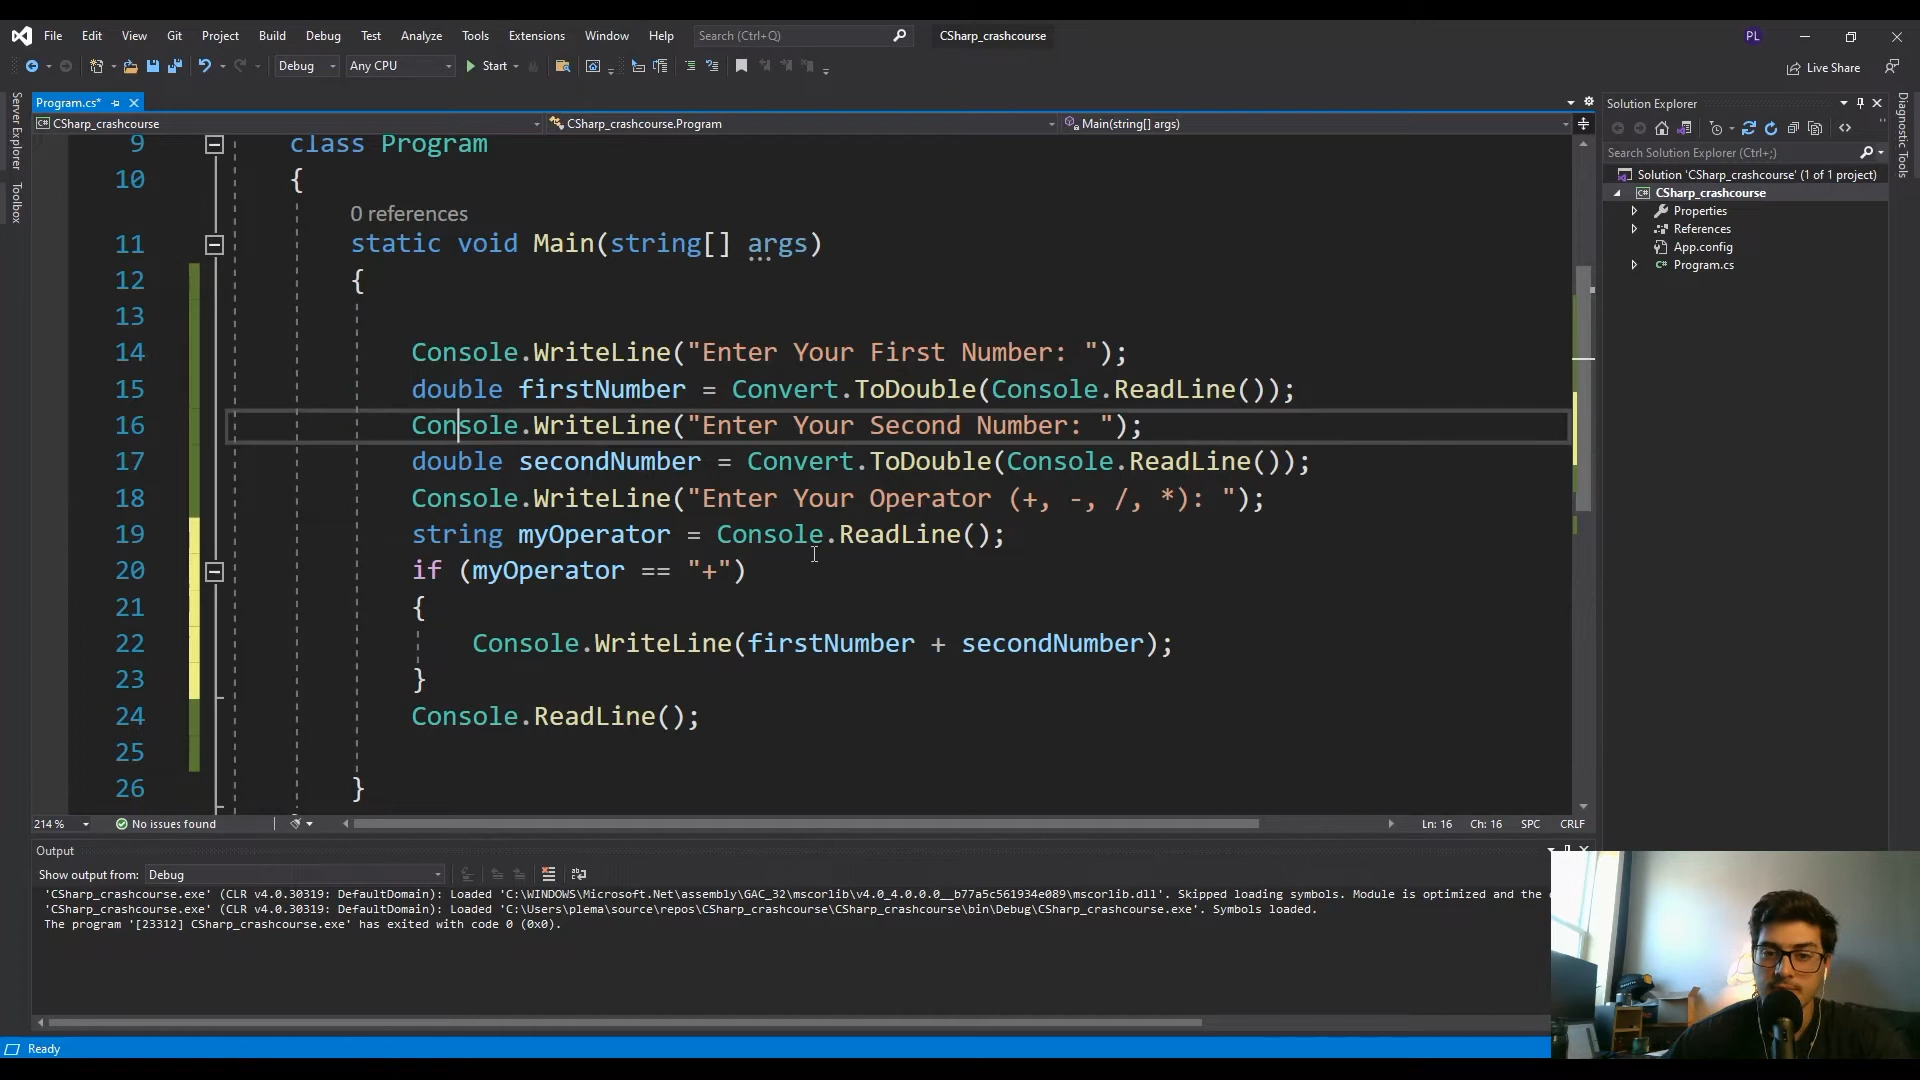 File Edit View Git Project Build Debug Test Analyze Tools Extensions Window Help Search (Ctrl+Q) CSharp_crashcourse PL
Debug Any CPU Start Live Share
Server Explorer
Toolbox
Program.cs*
CSharp_crashcourse CSharp_crashcourse.Program Main(string[] args)
9 class Program
10 {
0 references
11 static void Main(string[] args)
12 {
13
14 Console.WriteLine("Enter Your First Number: ");
15 double firstNumber = Convert.ToDouble(Console.ReadLine());
16 Console.WriteLine("Enter Your Second Number: ");
17 double secondNumber = Convert.ToDouble(Console.ReadLine());
18 Console.WriteLine("Enter Your Operator (+, -, /, *): ");
19 string myOperator = Console.ReadLine();
20 if (myOperator == "+")
21 {
22 Console.WriteLine(firstNumber + secondNumber);
23 }
24 Console.ReadLine();
25
26 }
214 % No issues found Ln: 16 Ch: 16 SPC CRLF
Solution Explorer
Search Solution Explorer (Ctrl+;)
Solution 'CSharp_crashcourse' (1 of 1 project)
CSharp_crashcourse
Properties
References
App.config
Program.cs
Diagnostic Tools
Output
Show output from: Debug
'CSharp_crashcourse.exe' (CLR v4.0.30319: DefaultDomain): Loaded 'C:\WINDOWS\Microsoft.Net\assembly\GAC_32\mscorlib\v4.0_4.0.0.0__b77a5c561934e089\mscorlib.dll'. Skipped loading symbols. Module is optimized and the
'CSharp_crashcourse.exe' (CLR v4.0.30319: DefaultDomain): Loaded 'C:\Users\plema\source\repos\CSharp_crashcourse\CSharp_crashcourse\bin\Debug\CSharp_crashcourse.exe'. Symbols loaded.
The program '[23312] CSharp_crashcourse.exe' has exited with code 0 (0x0).
Ready